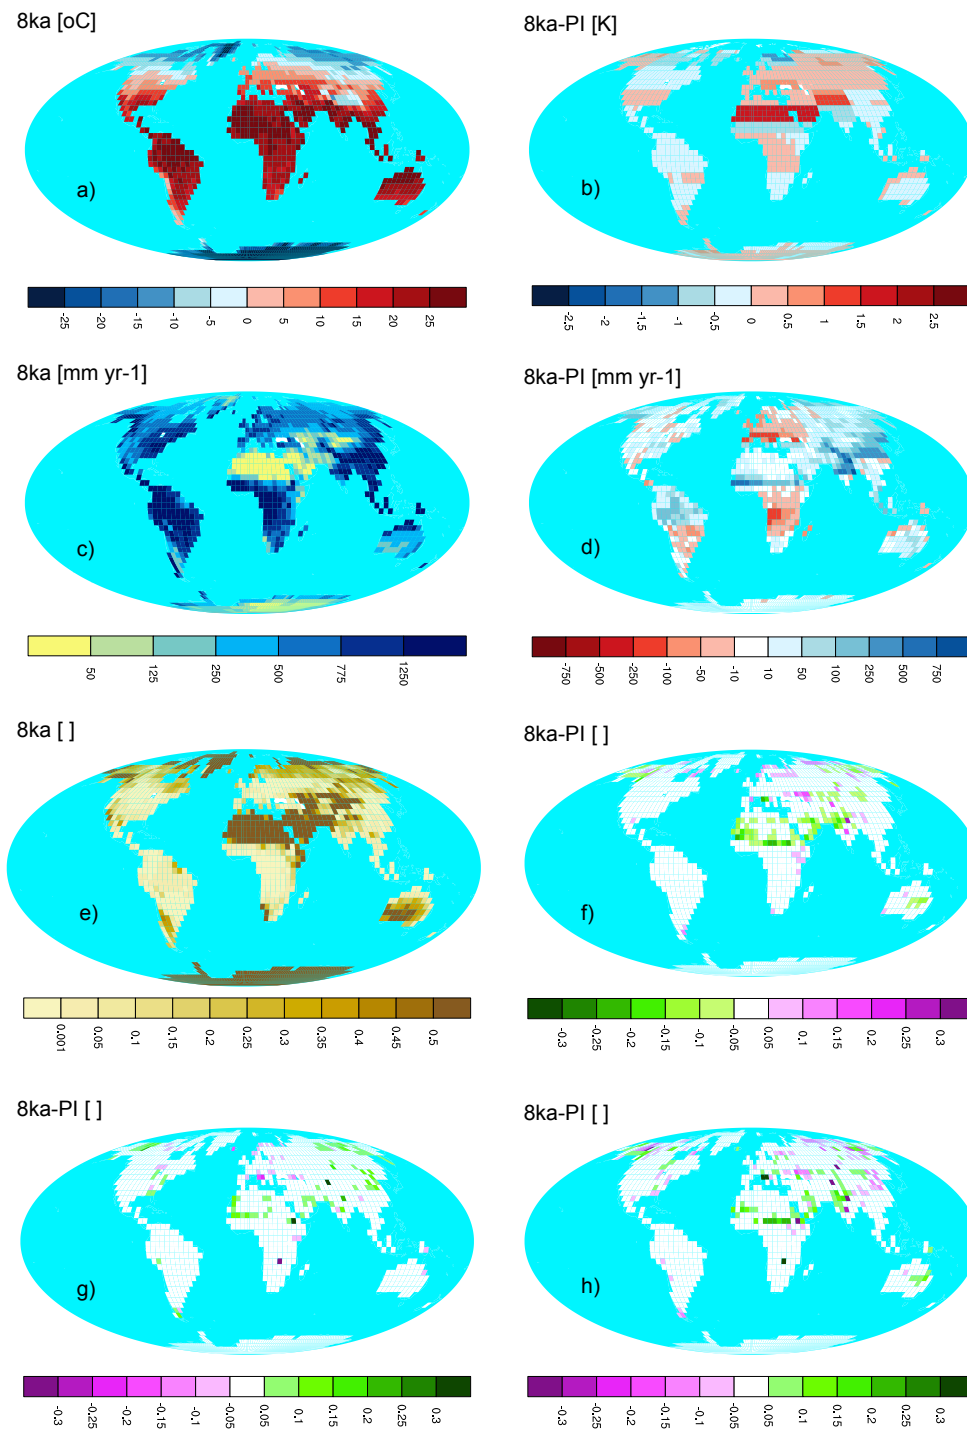 8ka [oC]
8ka-PI [K]
a)
b)
-25 -20 -15 -10 -5 0 5 10 15 20 25
-2.5 -2 -1.5 -1 -0.5 0 0.5 1 1.5 2 2.5
8ka [mm yr-1]
8ka-PI [mm yr-1]
c)
d)
50 125 250 500 775 1250
-750 -500 -250 -100 -50 -10 10 50 100 250 500 750
8ka [ ]
8ka-PI [ ]
e)
f)
0.001 0.05 0.1 0.15 0.2 0.25 0.3 0.35 0.4 0.45 0.5
-0.3 -0.25 -0.2 -0.15 -0.1 -0.05 0.05 0.1 0.15 0.2 0.25 0.3
8ka-PI [ ]
8ka-PI [ ]
g)
h)
-0.3 -0.25 -0.2 -0.15 -0.1 -0.05 0.05 0.1 0.15 0.2 0.25 0.3
-0.3 -0.25 -0.2 -0.15 -0.1 -0.05 0.05 0.1 0.15 0.2 0.25 0.3